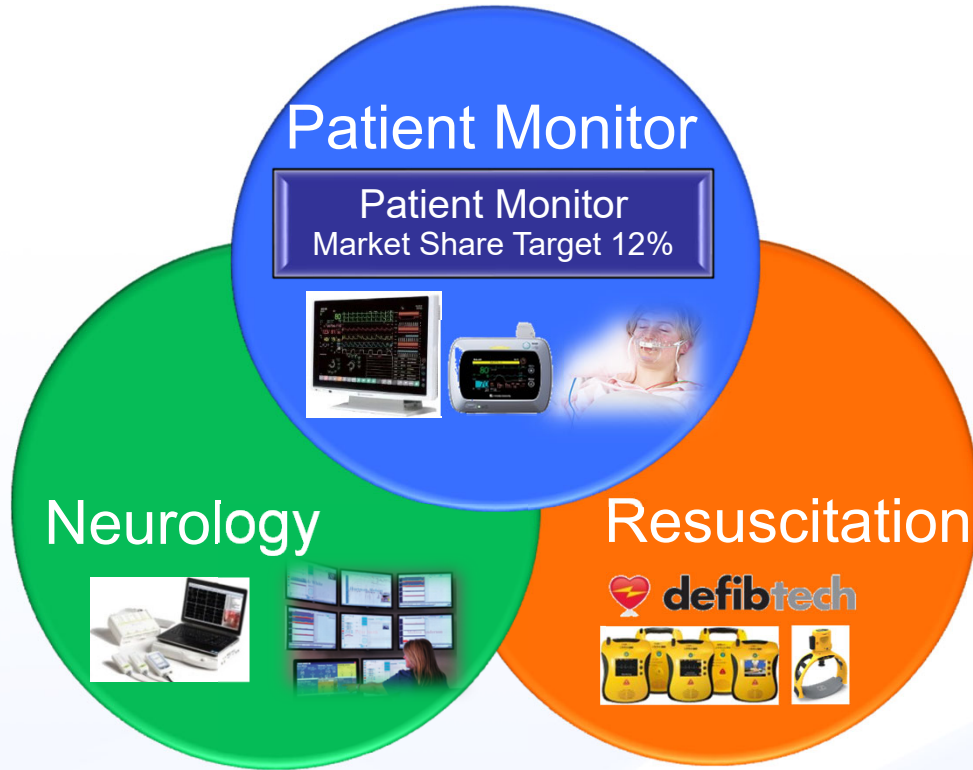 Patient Monitor
Patient Monitor
Market Share Target 12%
Neurology
Resuscitation
defibtech